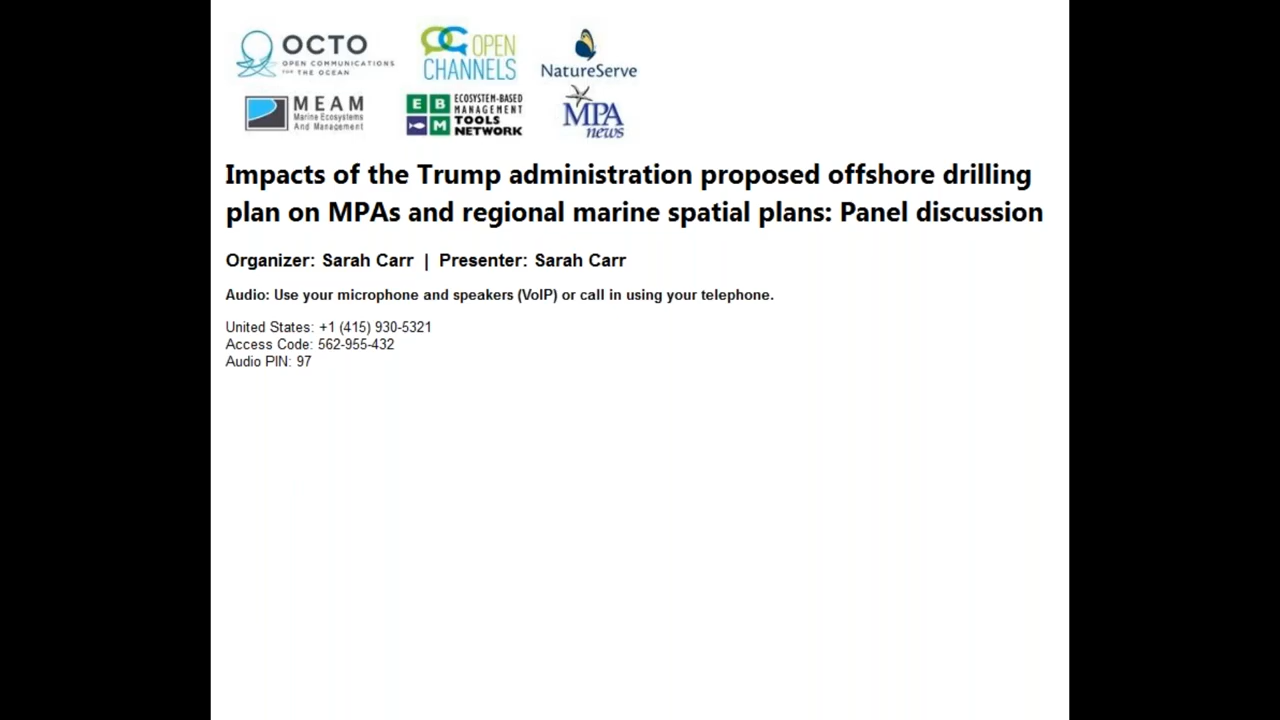 OCTO
OPEN COMMUNICATIONS
FOR THE OCEAN
OPEN
CHANNELS
NatureServe
MEAM
Marine Ecosystems
And Management
E B M
ECOSYSTEM-BASED
MANAGEMENT
TOOLS
NETWORK
MPA
news
Impacts of the Trump administration proposed offshore drilling
plan on MPAs and regional marine spatial plans: Panel discussion
Organizer: Sarah Carr | Presenter: Sarah Carr
Audio: Use your microphone and speakers (VoIP) or call in using your telephone.
United States: +1 (415) 930-5321
Access Code: 562-955-432
Audio PIN: 97